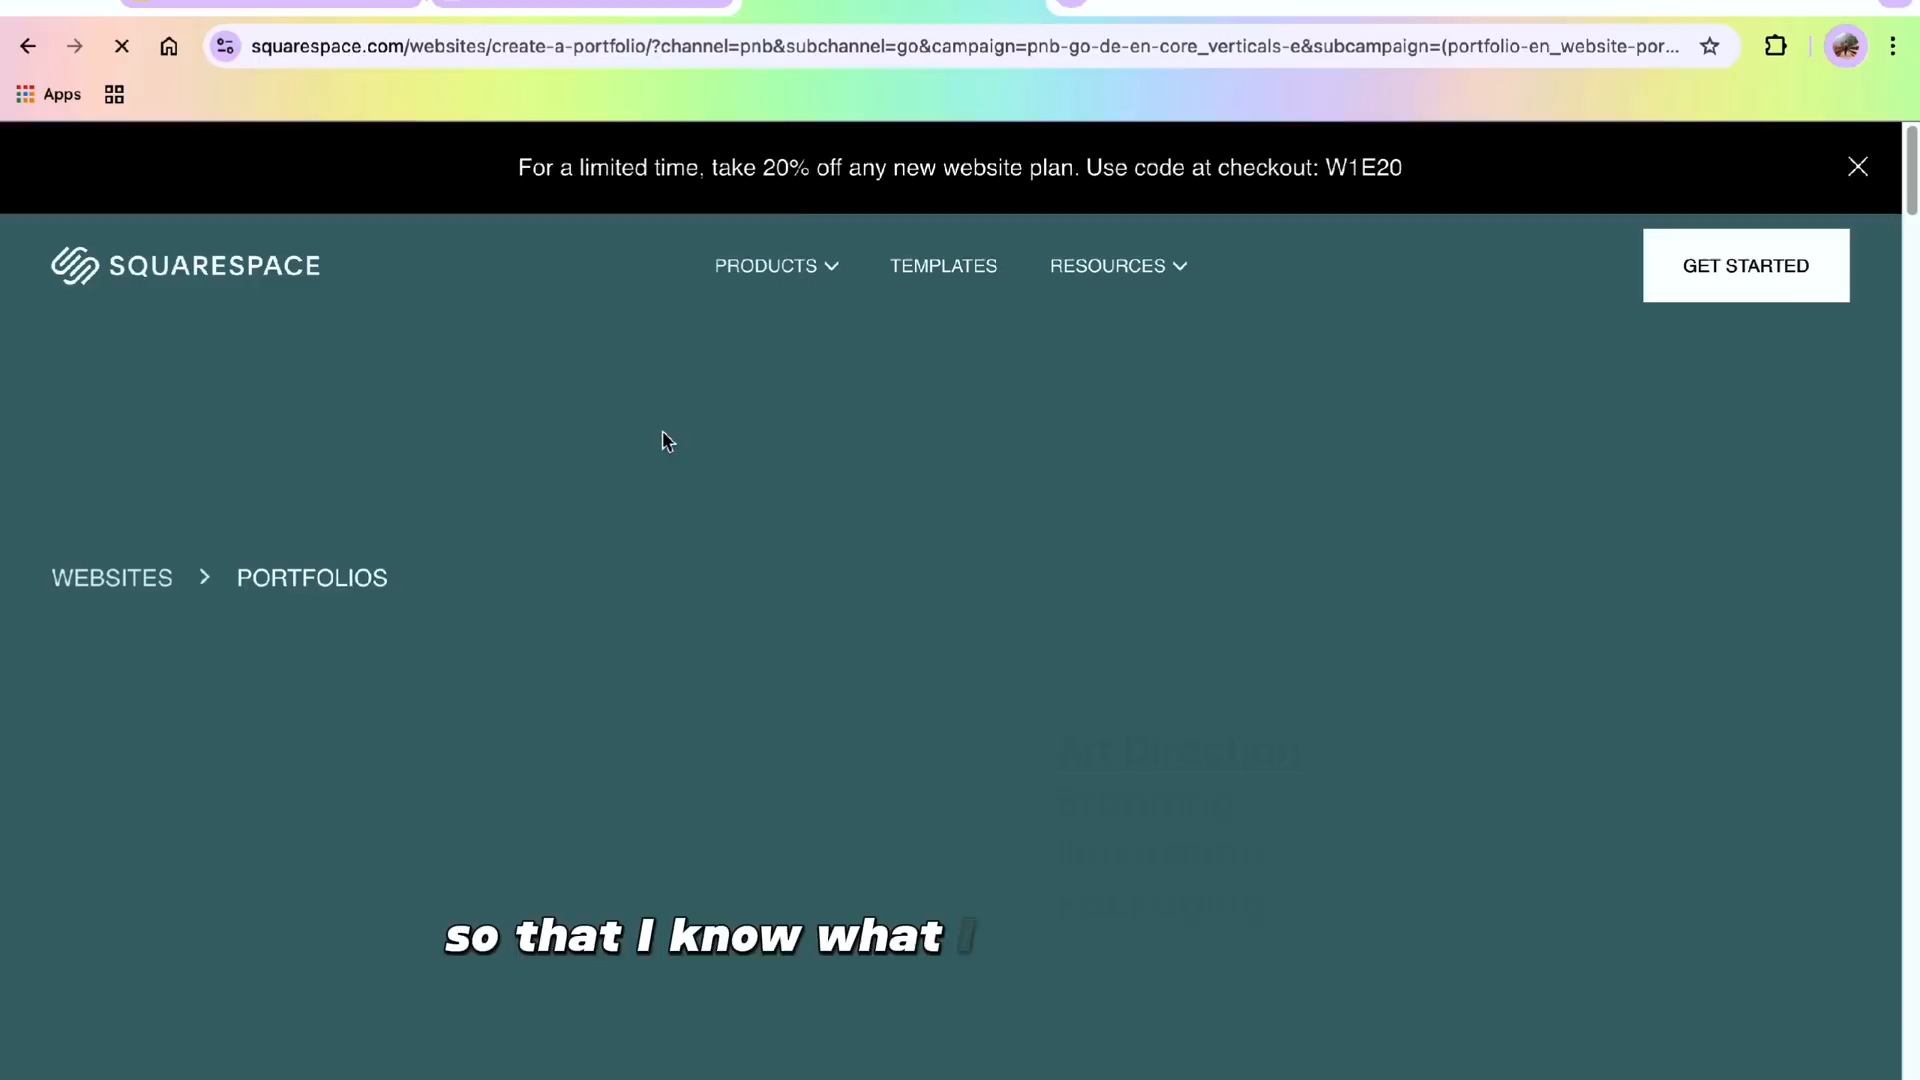 squarespace.com/websites/create-a-portfolio/?channel=pnb&subchannel=go&campaign=pnb-go-de-en-core_verticals-e&subcampaign=(portfolio-en_website-por...
Apps
For a limited time, take 20% off any new website plan. Use code at checkout: W1E20
SQUARESPACE
PRODUCTS
TEMPLATES
RESOURCES
GET STARTED
WEBSITES > PORTFOLIOS
Art Direction
so that I know what I